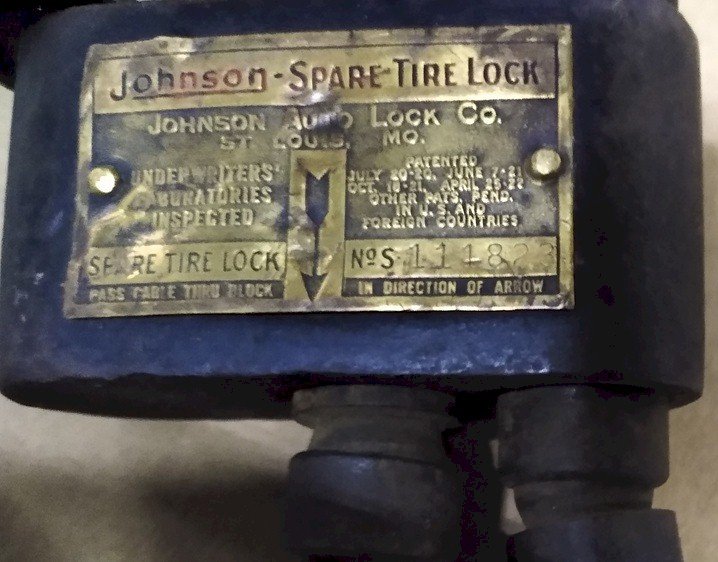 Johnson-SPARE-TIRE LOCK
JOHNSON AUTO LOCK CO.
ST LOUIS, MO.
UNDERWRITERS'
LABORATORIES
INSPECTED
PATENTED
JULY 20-20, JUNE 7-21
OCT. 18-21, APRIL 25-22
OTHER PATS. PEND.
IN U.S. AND
FOREIGN COUNTRIES
SPARE TIRE LOCK
NoS 111823
PASS CABLE THRU BLOCK
IN DIRECTION OF ARROW